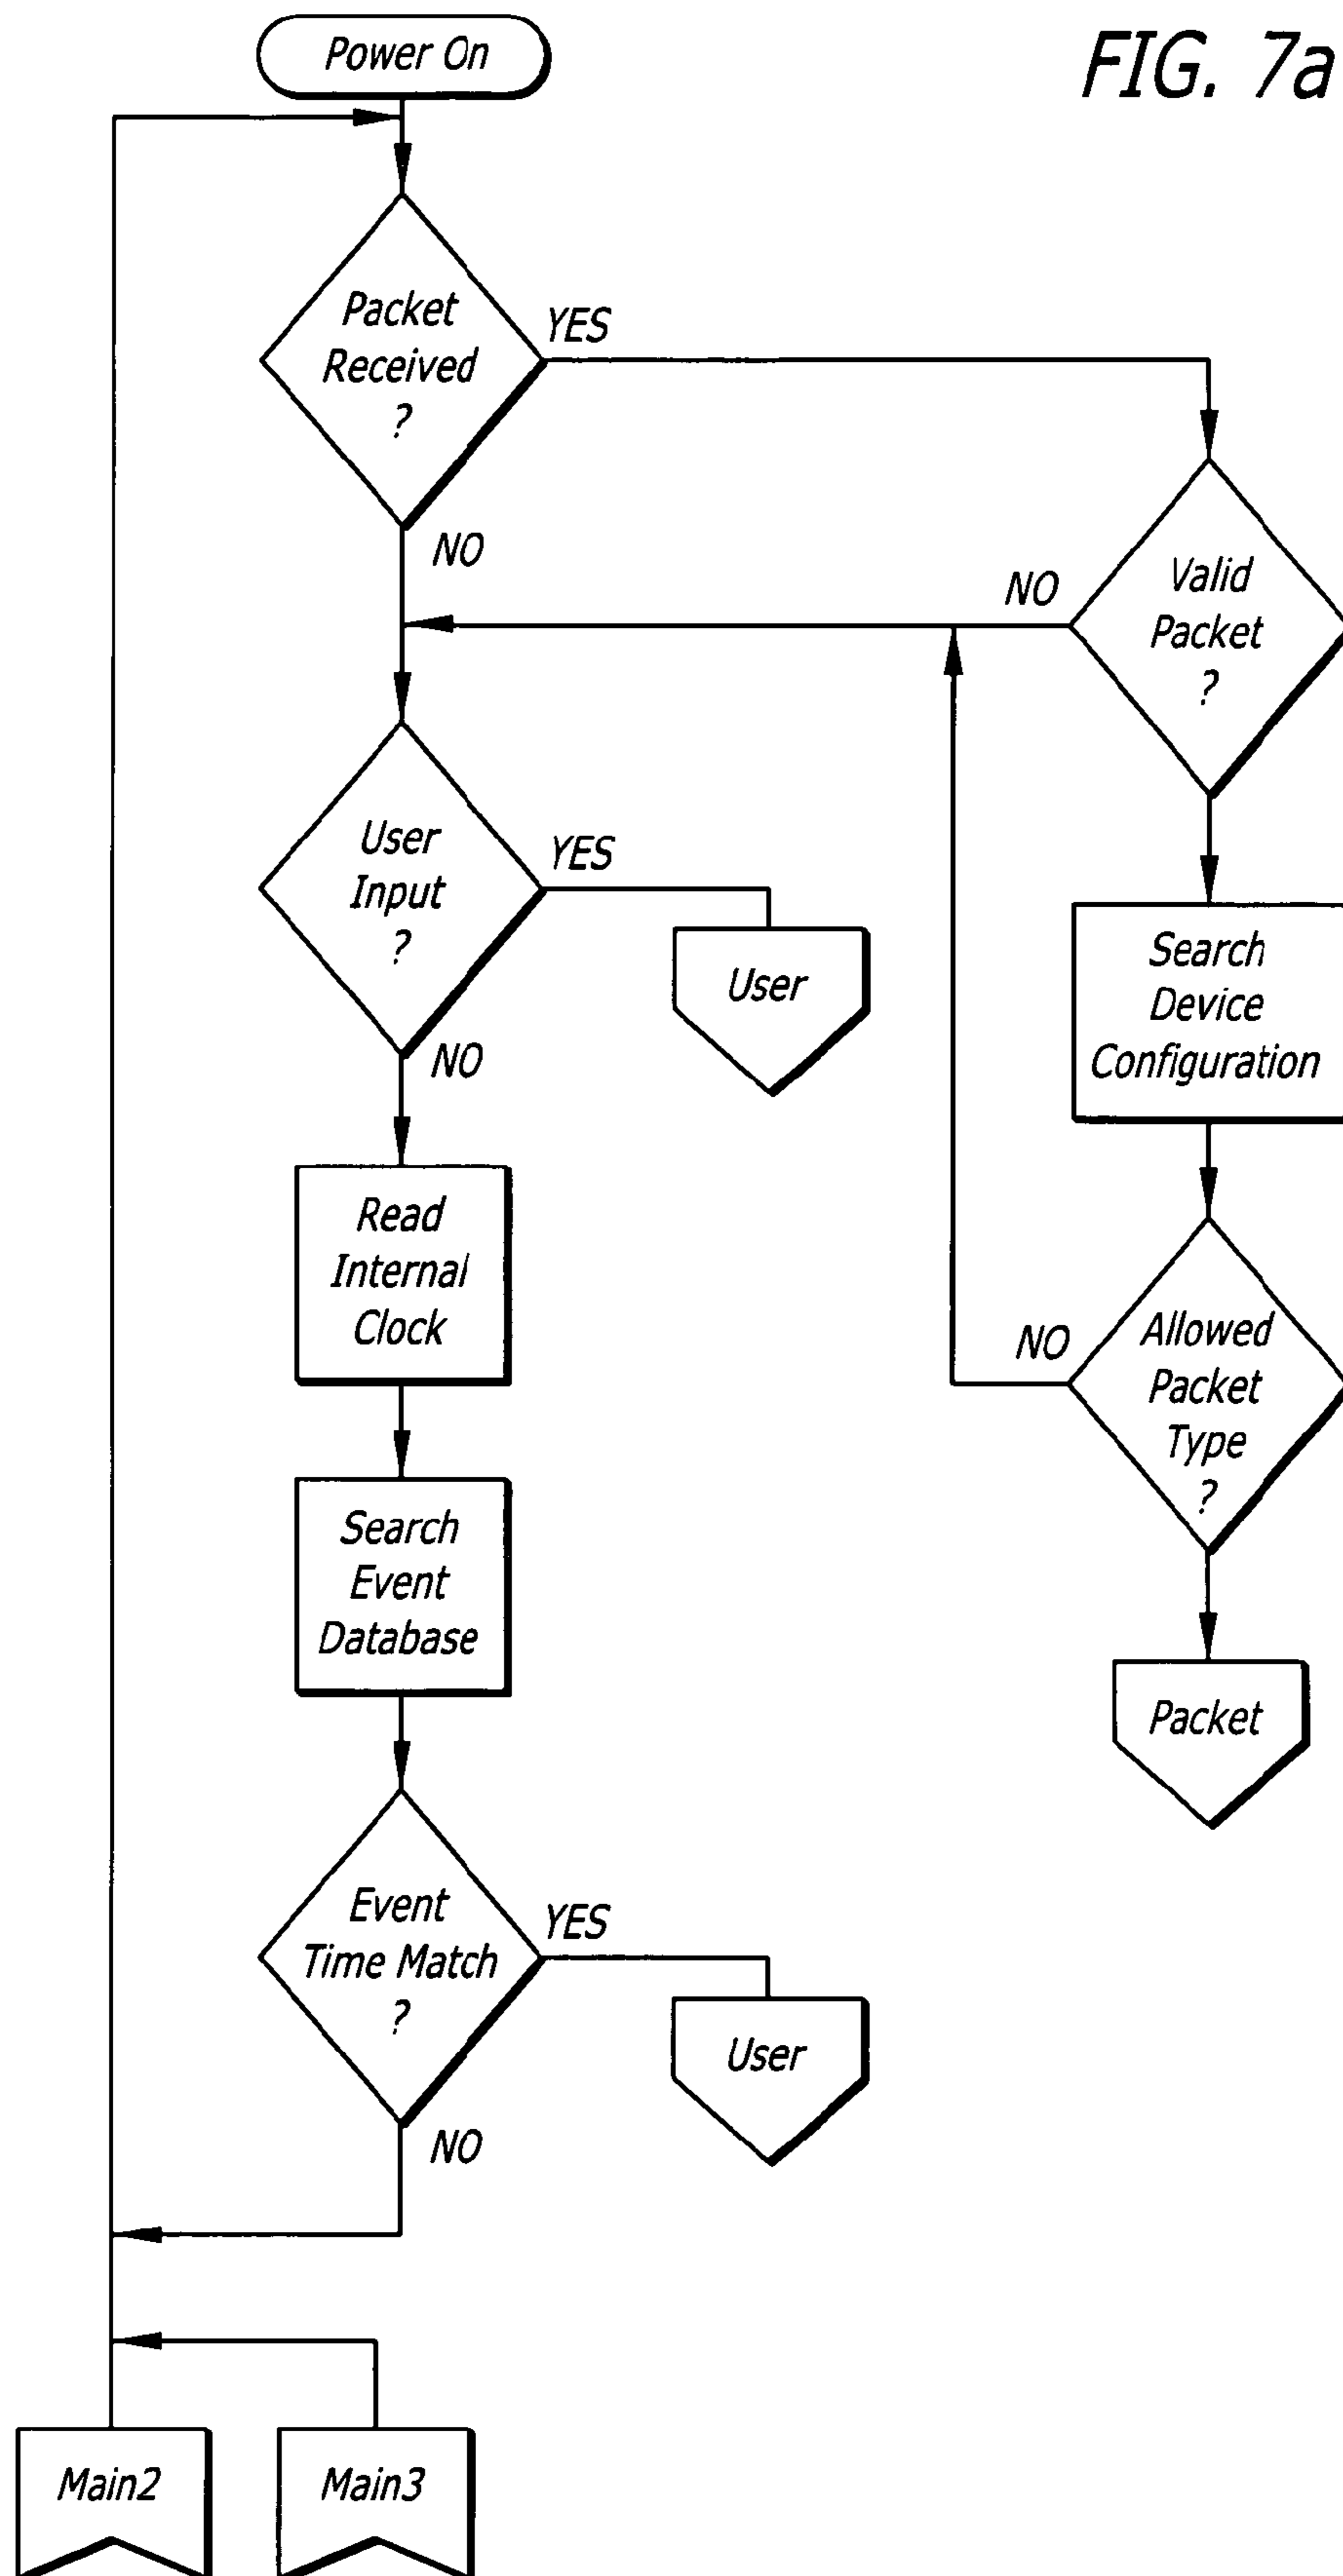 FIG. 7a
Power On
Packet
Received
?
YES
NO
Valid
Packet
?
NO
User
Input
?
YES
User
NO
Search
Device
Configuration
Read
Internal
Clock
Allowed
Packet
Type
?
NO
Search
Event
Database
Packet
Event
Time Match
?
YES
User
NO
Main2
Main3